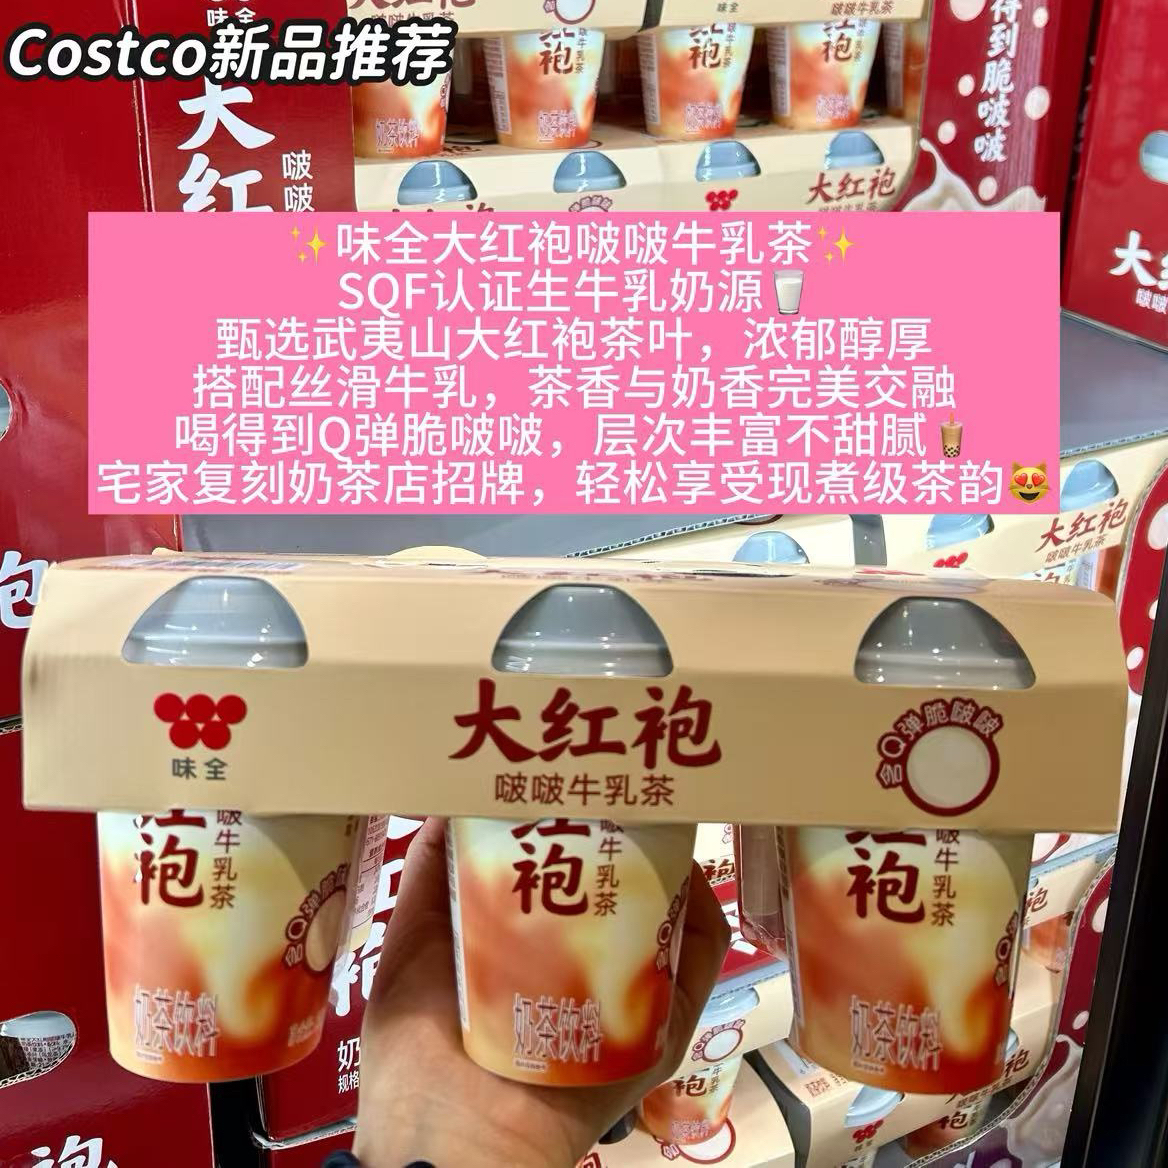 Costco新品推荐
味全
大红
啵啵
得到脆啵啵
大红袍
✨味全大红袍啵啵牛乳茶✨
SQF认证生牛乳奶源🥛
甄选武夷山大红袍茶叶，浓郁醇厚
搭配丝滑牛乳，茶香与奶香完美交融
喝得到Q弹脆啵啵，层次丰富不甜腻🧋
宅家复刻奶茶店招牌，轻松享受现煮级茶韵😻
大红袍
啵啵牛乳茶
味全
大红袍
啵啵牛乳茶
含Q弹脆啵啵
袍
啵牛乳茶
奶茶饮料
袍
啵牛乳茶
奶茶饮料
袍
啵牛乳茶
奶茶饮料